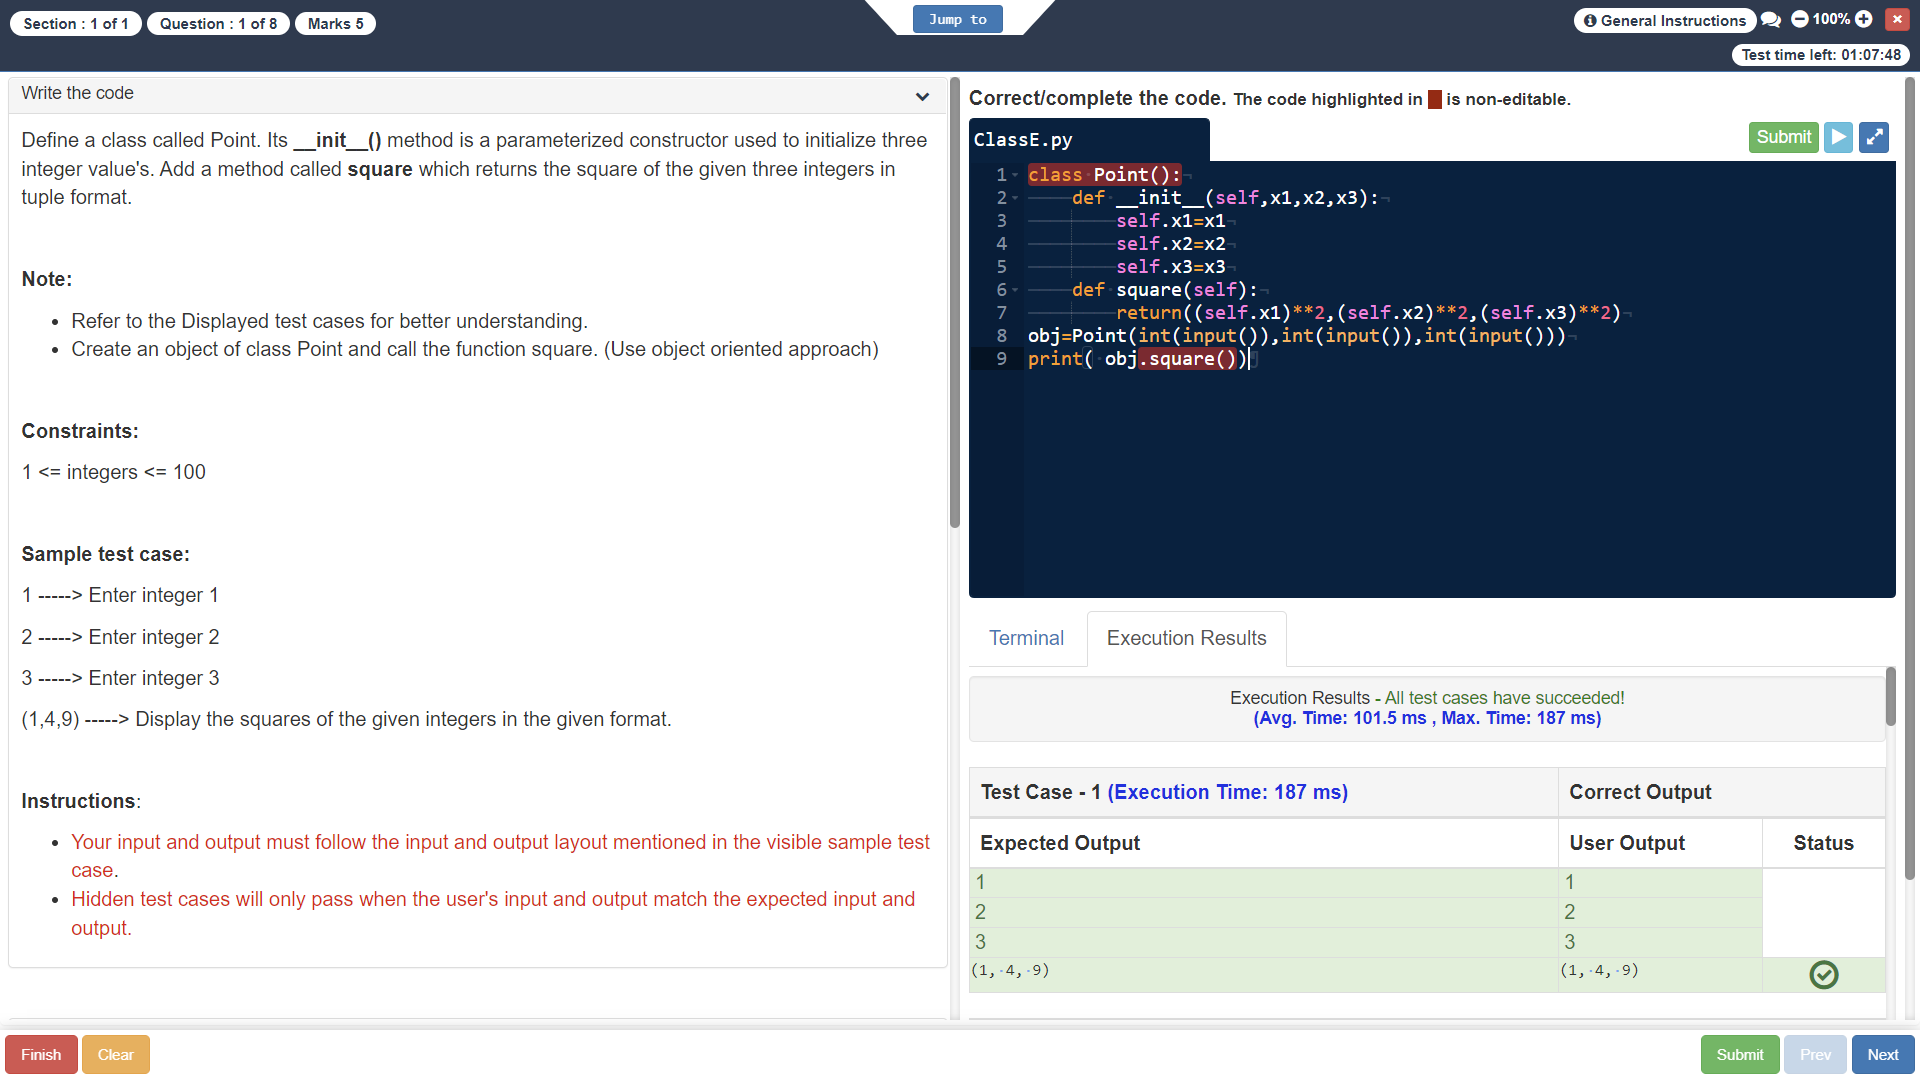 Section : 1 of 1
Question : 1 of 8
Marks 5
Jump to
General Instructions
100%
Test time left: 01:07:48
Write the code
Define a class called Point. Its __init__() method is a parameterized constructor used to initialize three
integer value's. Add a method called square which returns the square of the given three integers in
tuple format.
Note:
Refer to the Displayed test cases for better understanding.
Create an object of class Point and call the function square. (Use object oriented approach)
Constraints:
1 <= integers <= 100
Sample test case:
1 -----> Enter integer 1
2 -----> Enter integer 2
3 -----> Enter integer 3
(1,4,9) -----> Display the squares of the given integers in the given format.
Instructions:
Your input and output must follow the input and output layout mentioned in the visible sample test
case.
Hidden test cases will only pass when the user's input and output match the expected input and
output.
Correct/complete the code. The code highlighted in is non-editable.
ClassE.py
Submit
1 class Point():
2 def __init__(self,x1,x2,x3):
3 self.x1=x1
4 self.x2=x2
5 self.x3=x3
6 def square(self):
7 return((self.x1)**2,(self.x2)**2,(self.x3)**2)
8 obj=Point(int(input()),int(input()),int(input()))
9 print( obj.square())
Terminal
Execution Results
Execution Results - All test cases have succeeded!
(Avg. Time: 101.5 ms , Max. Time: 187 ms)
Test Case - 1 (Execution Time: 187 ms)
Correct Output
Expected Output
User Output
Status
1 1
2 2
3 3
(1,·4,·9) (1,·4,·9)
Finish
Clear
Submit
Prev
Next